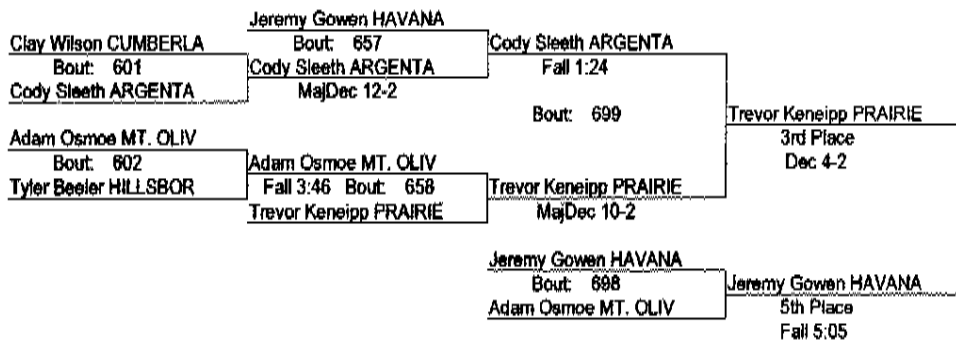 Jeremy Gowen HAVANA
Clay Wilson CUMBERLA
Bout: 657
Cody Sleeth ARGENTA
Bout: 601
Cody Sleeth ARGENTA
Fall 1:24
Cody Sleeth ARGENTA
MajDec 12-2
Bout: 699
Trevor Keneipp PRAIRIE
Adam Osmoe MT. OLIV
3rd Place
Bout: 602
Adam Osmoe MT. OLIV
Dec 4-2
Tyler Beeler HILLSBOR
Fall 3:46 Bout: 658
Trevor Keneipp PRAIRIE
Trevor Keneipp PRAIRIE
MajDec 10-2
Jeremy Gowen HAVANA
Bout: 698
Jeremy Gowen HAVANA
Adam Osmoe MT. OLIV
5th Place
Fall 5:05